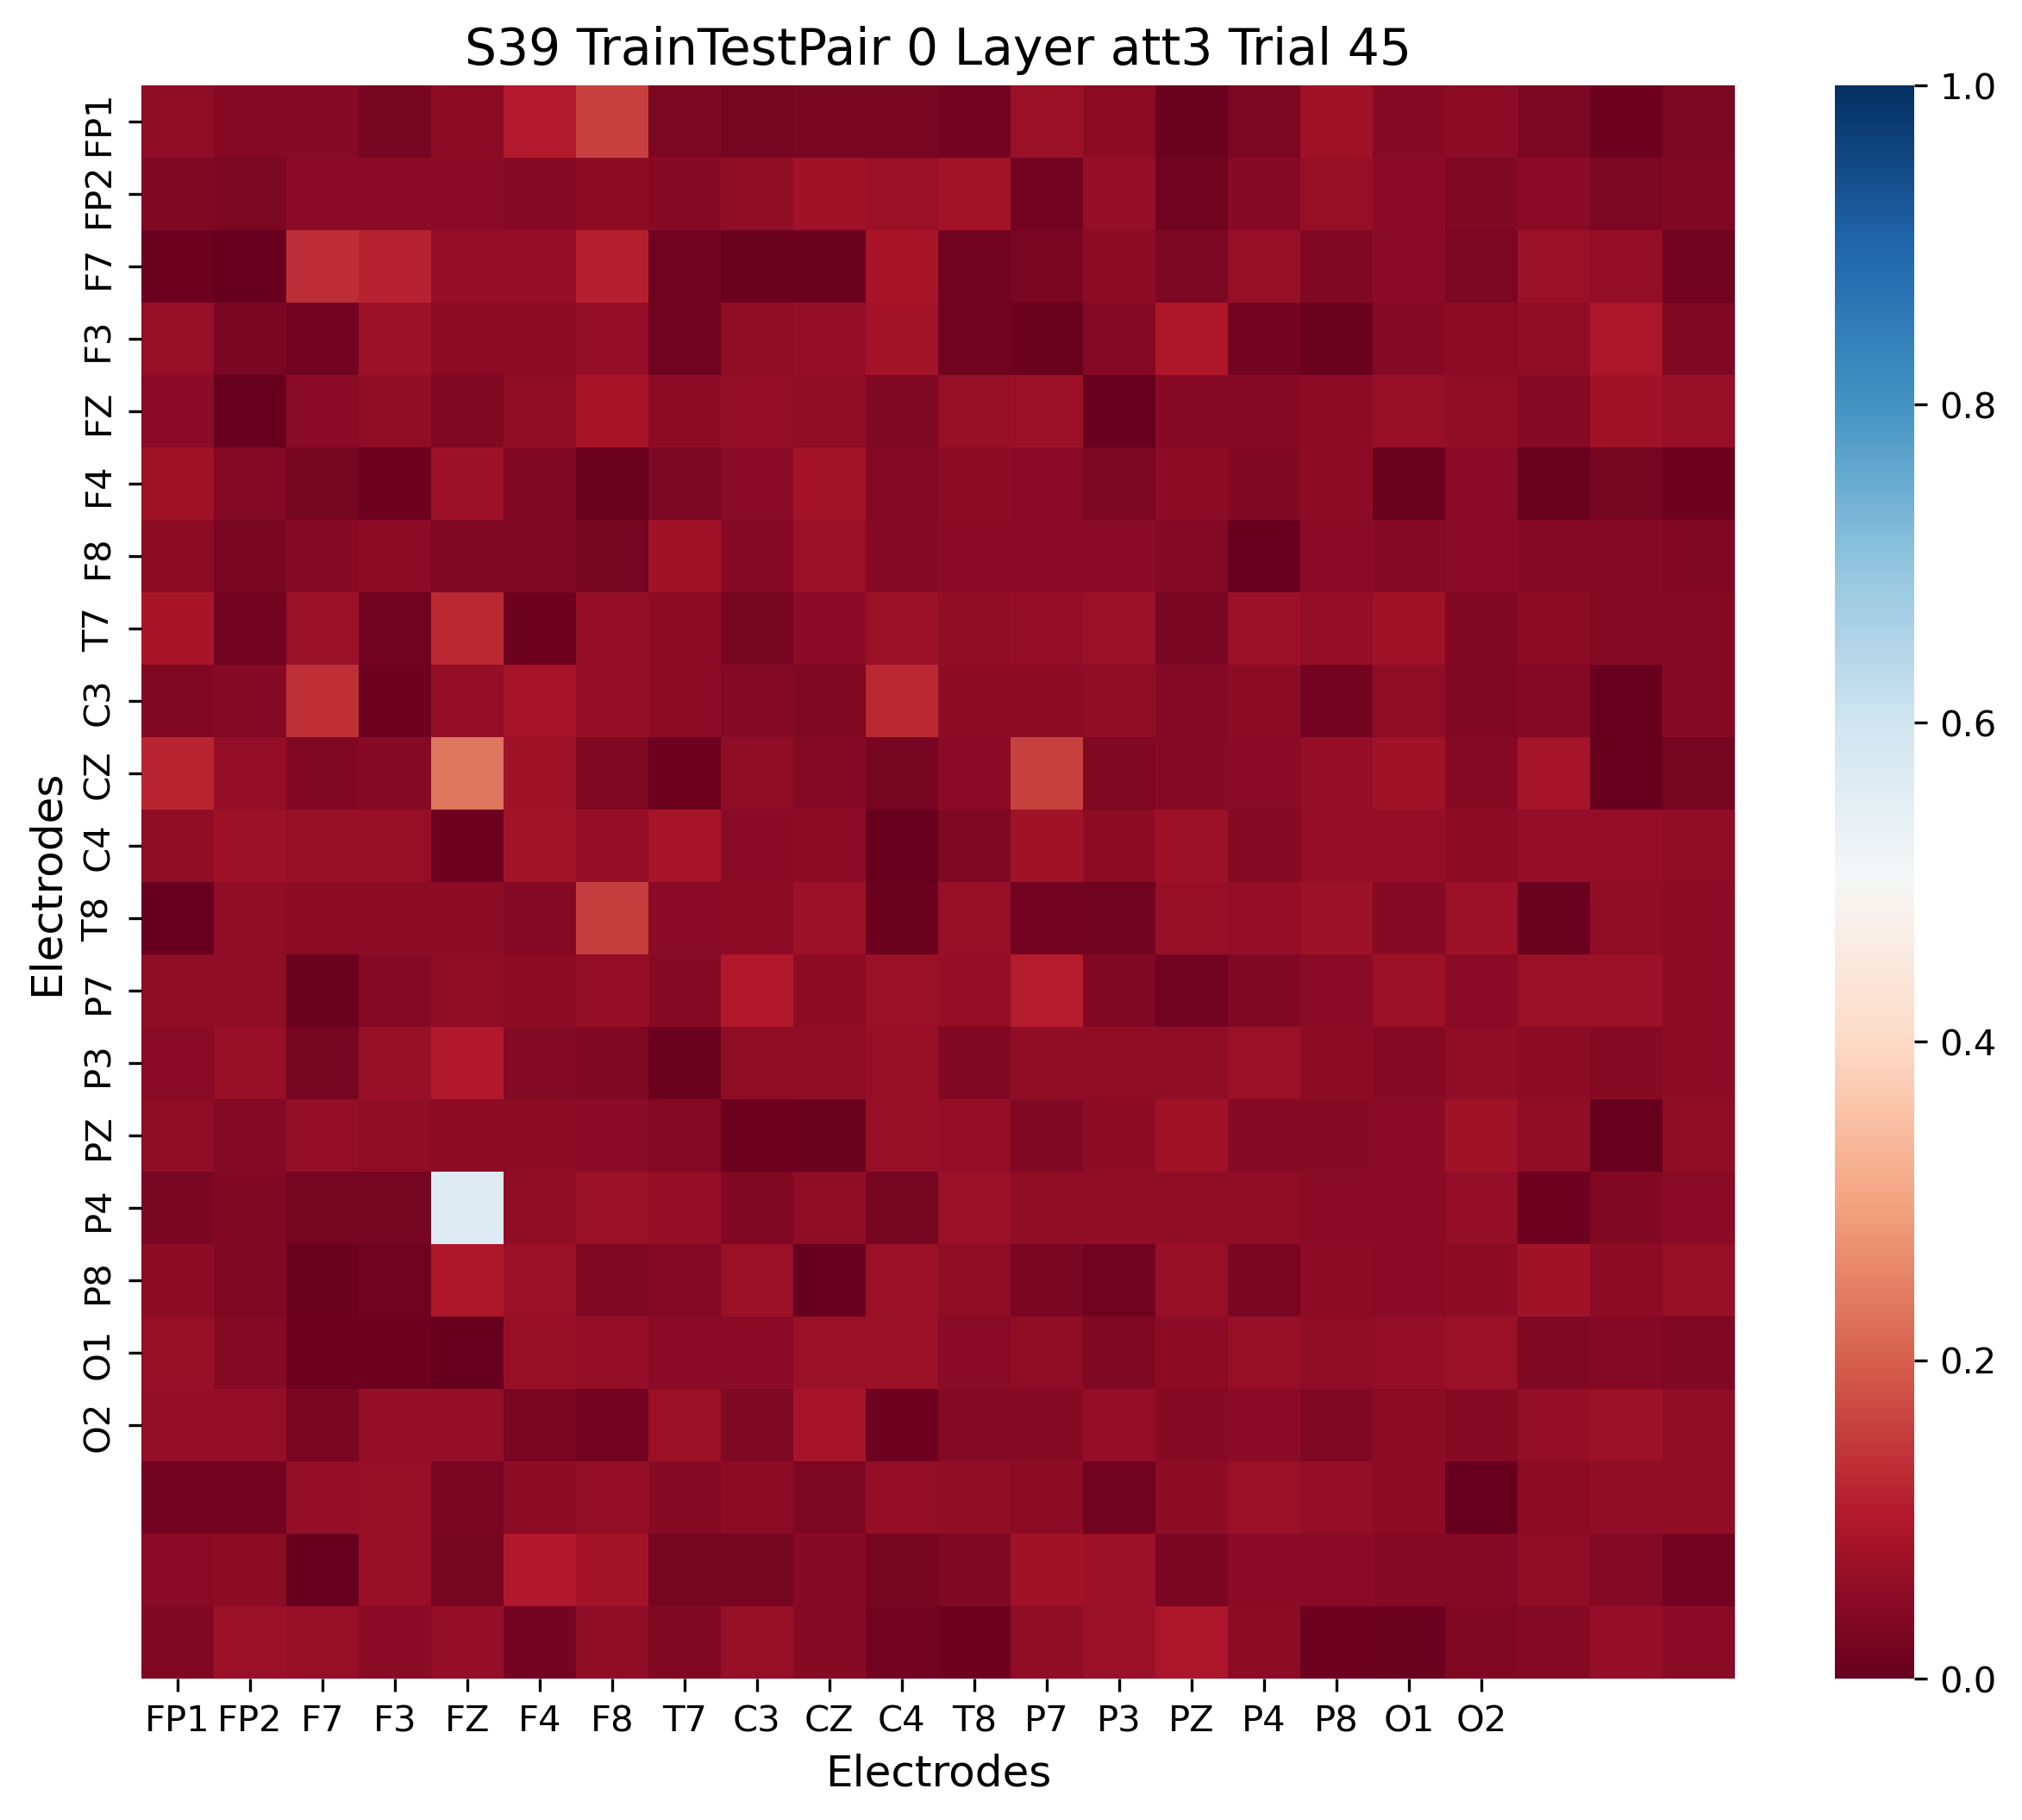 S39 TrainTestPair 0 Layer att3 Trial 45
Electrodes
FP1
FP2
F7
F3
FZ
F4
F8
T7
C3
CZ
C4
T8
P7
P3
PZ
P4
P8
O1
O2
FP1 FP2 F7 F3 FZ F4 F8 T7 C3 CZ C4 T8 P7 P3 PZ P4 P8 O1 O2
Electrodes
1.0
0.8
0.6
0.4
0.2
0.0